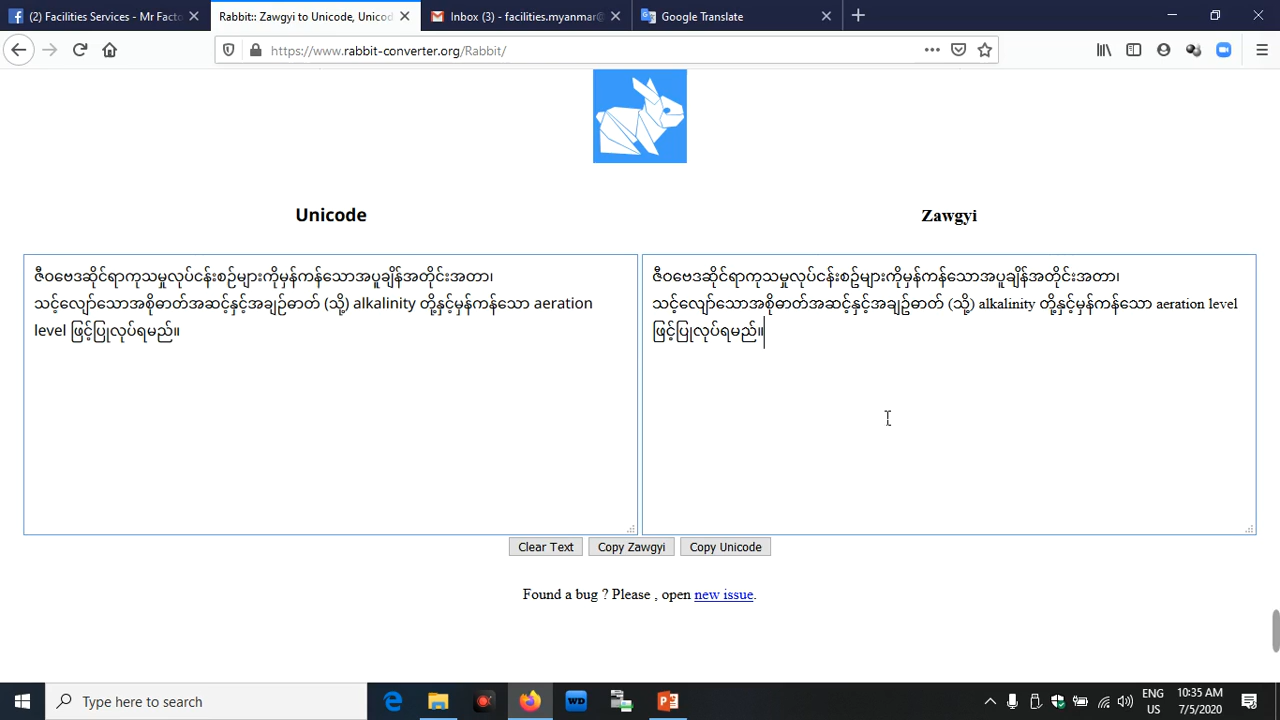 (2) Facilities Services - Mr Facto
Rabbit:: Zawgyi to Unicode, Unicod
Inbox (3) - facilities.myanmar@
Google Translate
https://www.rabbit-converter.org/Rabbit/
Unicode
Zawgyi
ဇီဝဗေဒဆိုင်ရာကုသမှုလုပ်ငန်းစဉ်များကိုမှန်ကန်သောအပူချိန်အတိုင်းအတာ၊
သင့်လျော်သောအစိုဓာတ်အဆင့်နှင့်အချဉ်ဓာတ် (သို့) alkalinity တို့နှင့်မှန်ကန်သော aeration
level ဖြင့်ပြုလုပ်ရမည်။
ဇီဝဗေဒဆိုင်ရာကုသမှုလုပ်ငန်းစဉ်များကိုမှန်ကန်သောအပူချိန်အတိုင်းအတာ၊
သင့်လျော်သောအစိုဓာတ်အဆင့်နှင့်အချဉ်ဓာတ် (သို့) alkalinity တို့နှင့်မှန်ကန်သော aeration level
ဖြင့်ပြုလုပ်ရမည်။
Clear Text
Copy Zawgyi
Copy Unicode
Found a bug ? Please , open new issue.
Type here to search
WD
ENG
US
10:35 AM
7/5/2020